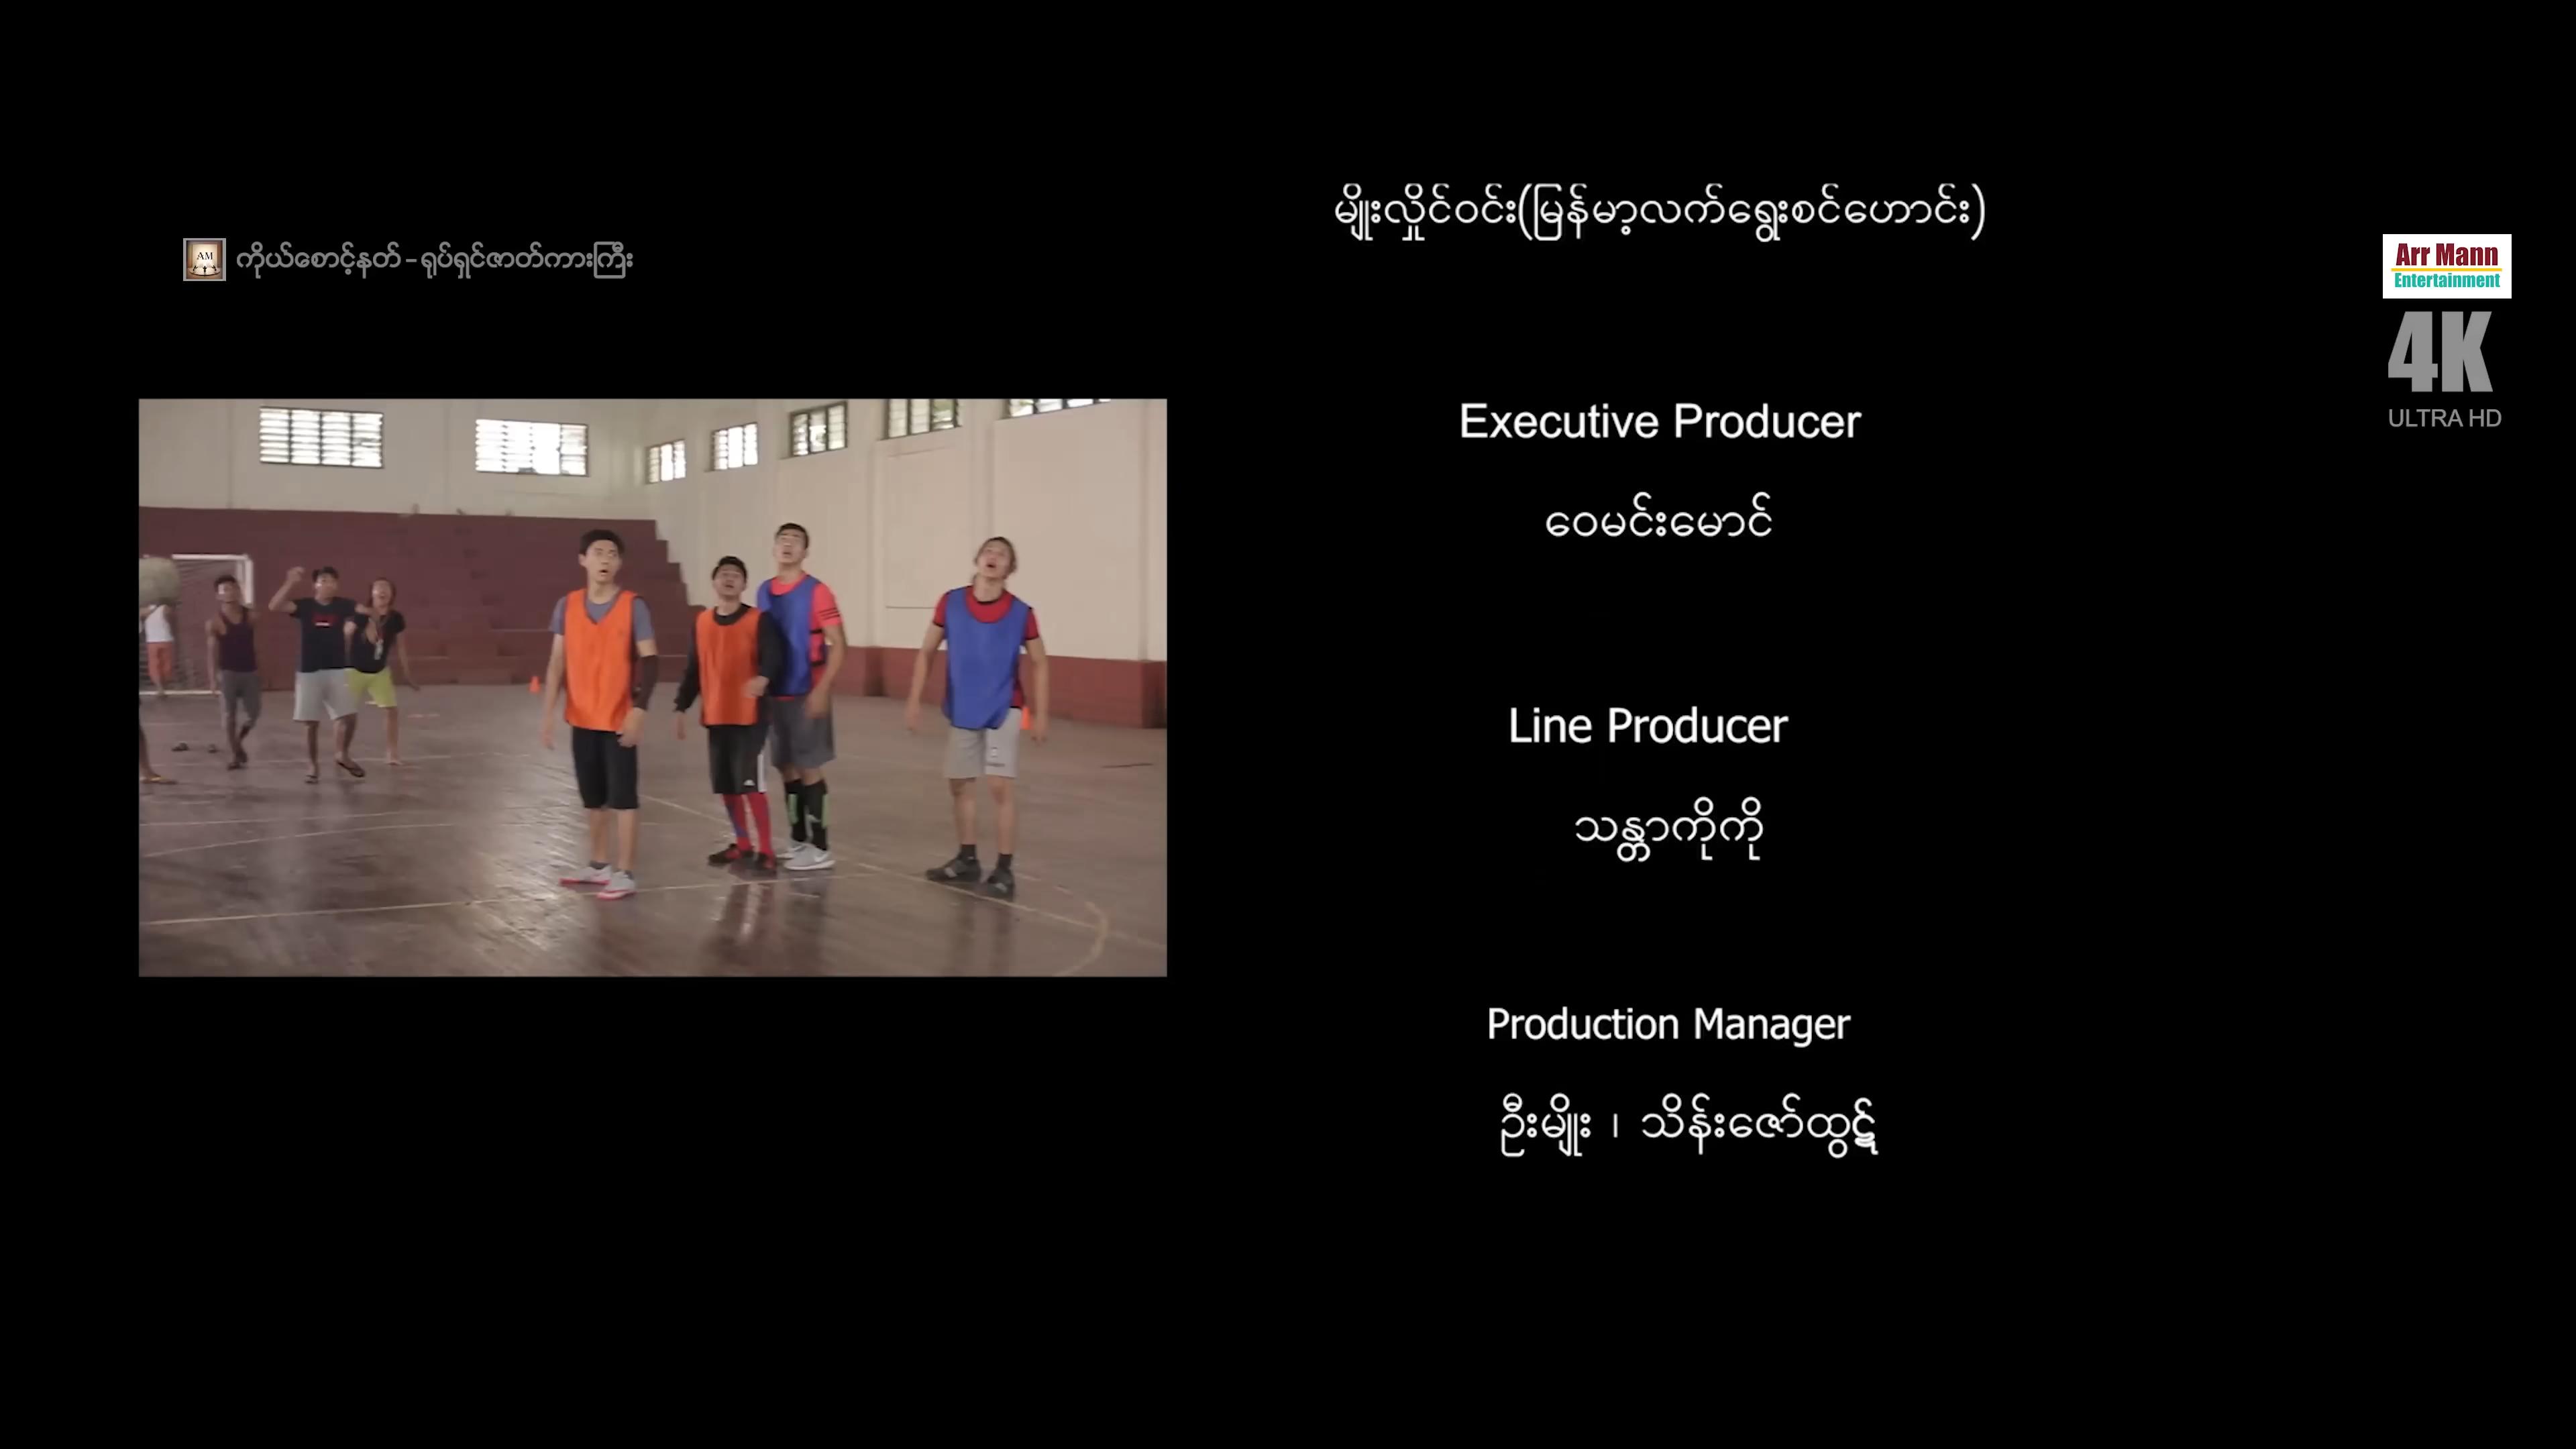 မျိုးလှိုင်ဝင်း(မြန်မာ့လက်ရွေးစင်ဟောင်း)
AM ကိုယ်စောင့်နတ် - ရုပ်ရှင်ဇာတ်ကားကြီး
Arr Mann
Entertainment
4K
ULTRA HD
Executive Producer
ဝေမင်းမောင်
Line Producer
သန္တာကိုကို
Production Manager
ဦးမျိုး ၊ သိန်းဇော်ထွဋ်